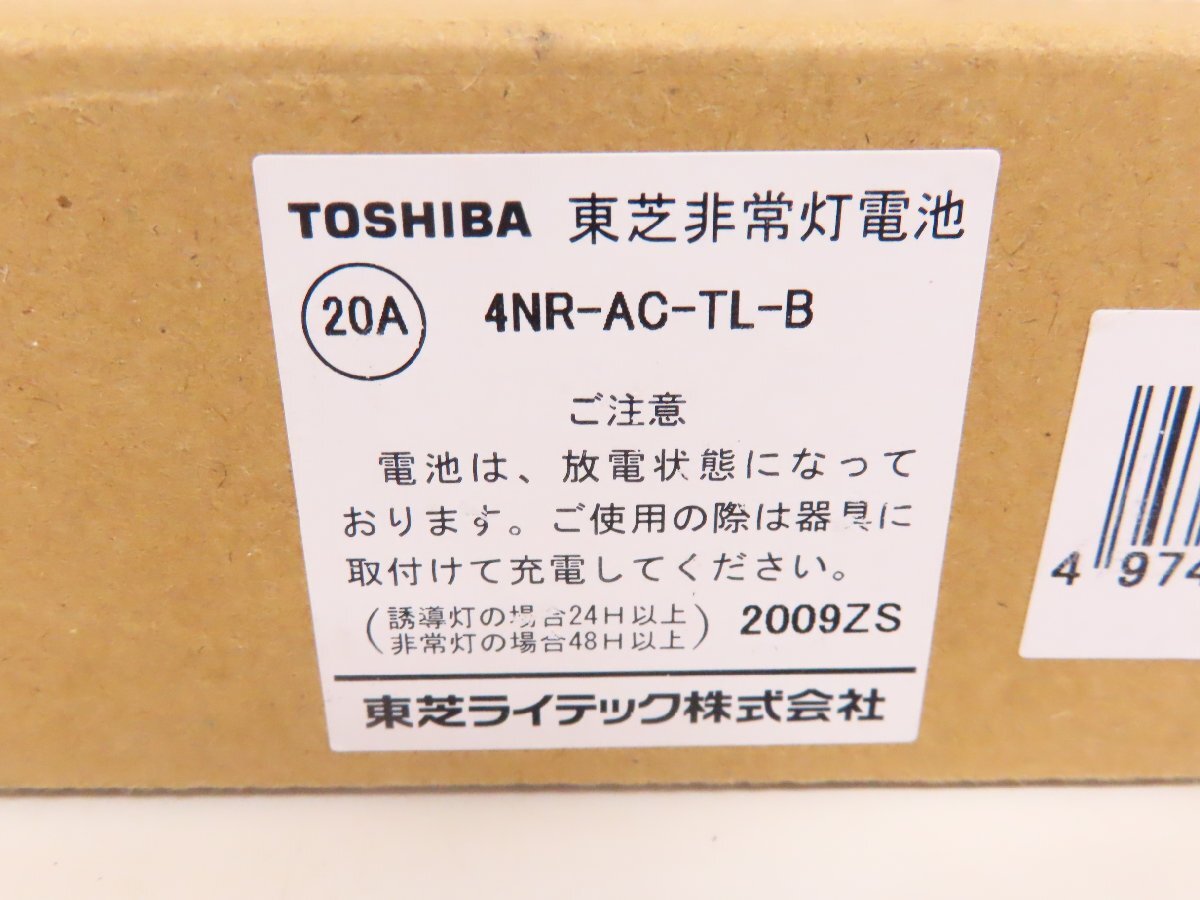 TOSHIBA 東芝非常灯電池
20A 4NR-AC-TL-B
ご注意
電池は、放電状態になって
おります。ご使用の際は器具に
取付けて充電してください。
(誘導灯の場合24H以上
非常灯の場合48H以上) 2009ZS
東芝ライテック株式会社
4 974